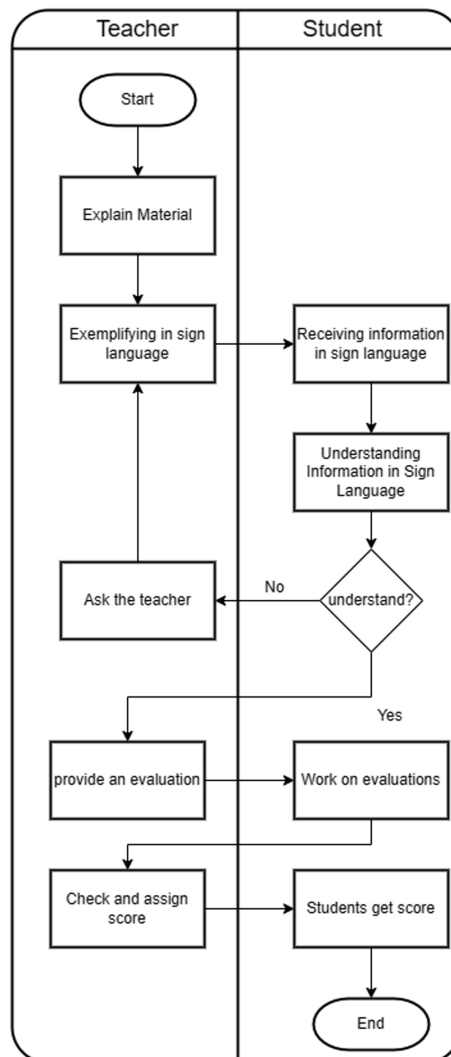 Teacher
Student
Start
Explain Material
Exemplifying in sign
language
Receiving information
in sign language
Understanding
Information in Sign
Language
understand?
No
Ask the teacher
Yes
provide an evaluation
Work on evaluations
Check and assign
score
Students get score
End